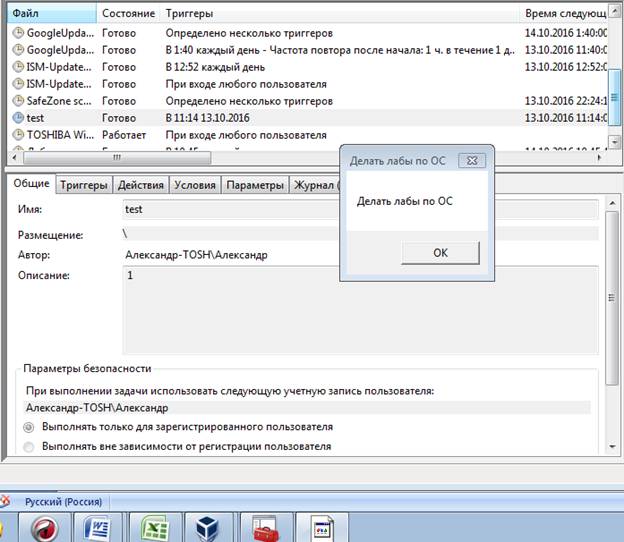 Файл Состояние Триггеры Время следующ
GoogleUpda... Готово Определено несколько триггеров 14.10.2016 1:40:00
GoogleUpda... Готово В 1:40 каждый день - Частота повтора после начала: 1 ч. в течение 1 д.. 13.10.2016 11:40:0
ISM-Update... Готово В 12:52 каждый день 13.10.2016 12:52:0
ISM-Update... Готово При входе любого пользователя
SafeZone sc... Готово Определено несколько триггеров 13.10.2016 22:24:1
test Готово В 11:14 13.10.2016 13.10.2016 11:14:0
TOSHIBA Wi... Работает При входе любого пользователя
Делать лабы по ОС
Общие Триггеры Действия Условия Параметры Журнал (
Имя: test
Делать лабы по ОС
Размещение: \
Автор: Александр-TOSH\Александр
OK
Описание: 1
Параметры безопасности
При выполнении задачи использовать следующую учетную запись пользователя:
Александр-TOSH\Александр
Выполнять только для зарегистрированного пользователя
Выполнять вне зависимости от регистрации пользователя
Русский (Россия)